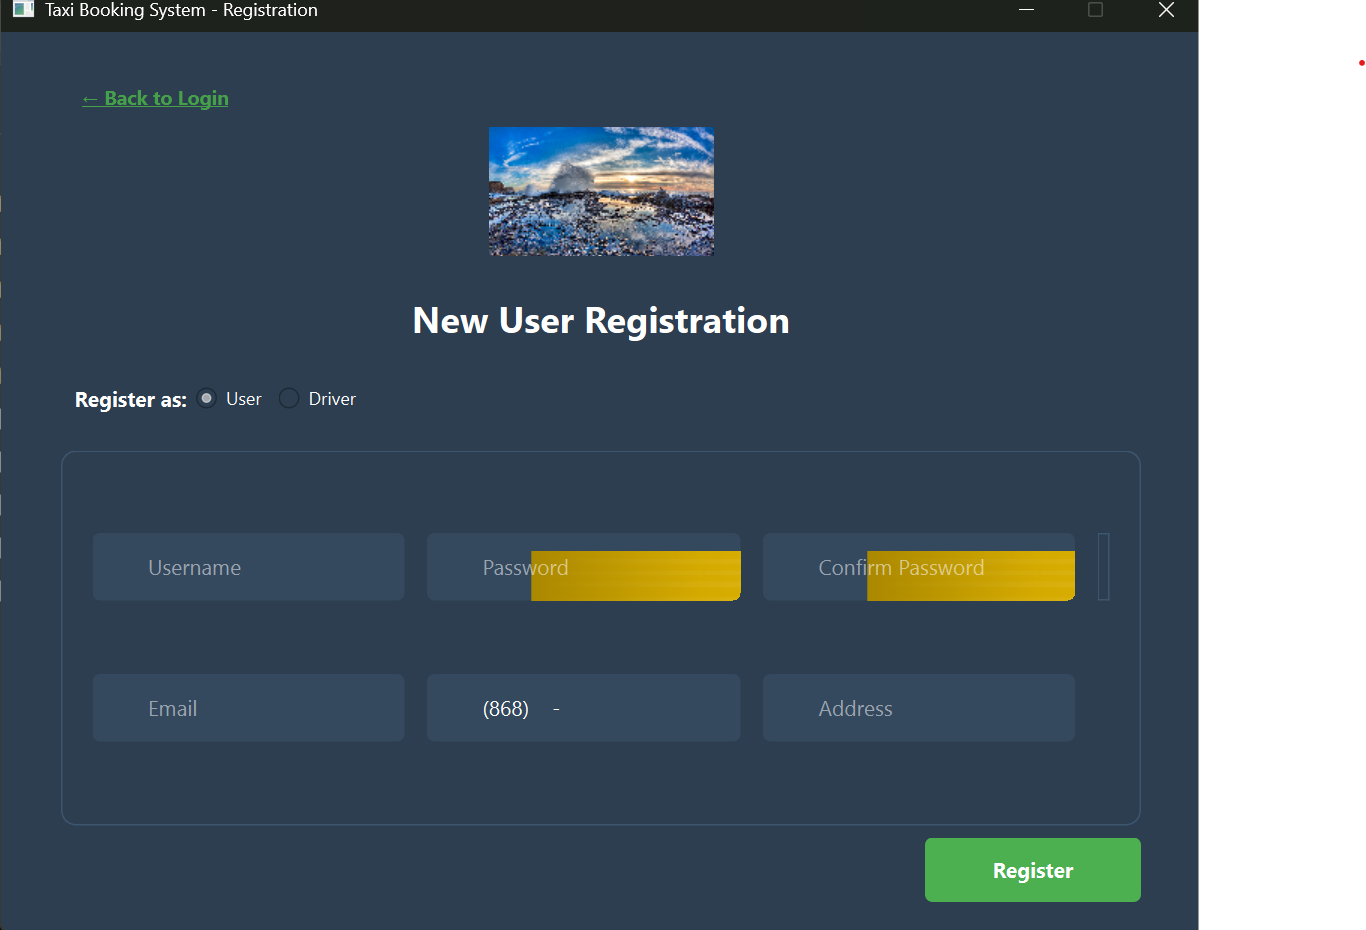 Taxi Booking System - Registration
← Back to Login
New User Registration
Register as: User Driver
Username Password Confirm Password
Email (868) - Address
Register